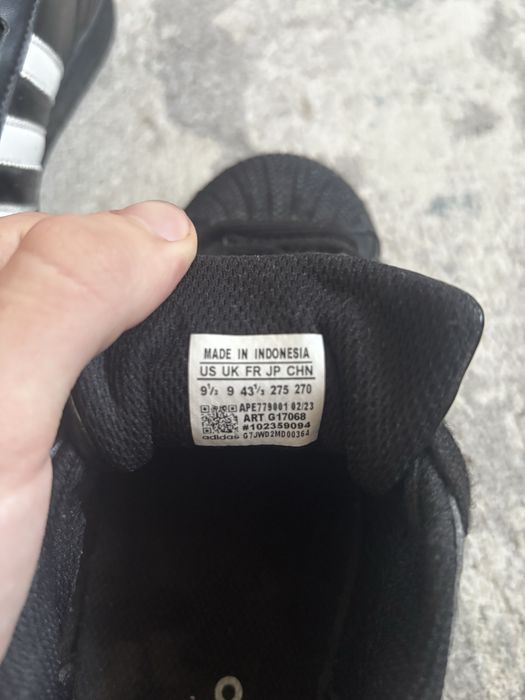 MADE IN INDONESIA
US UK FR JP CHN
9½ 9 43⅓ 275 270
APE779001 02/23
ART G17068
#102359094
adidas GTJWD2MD00364